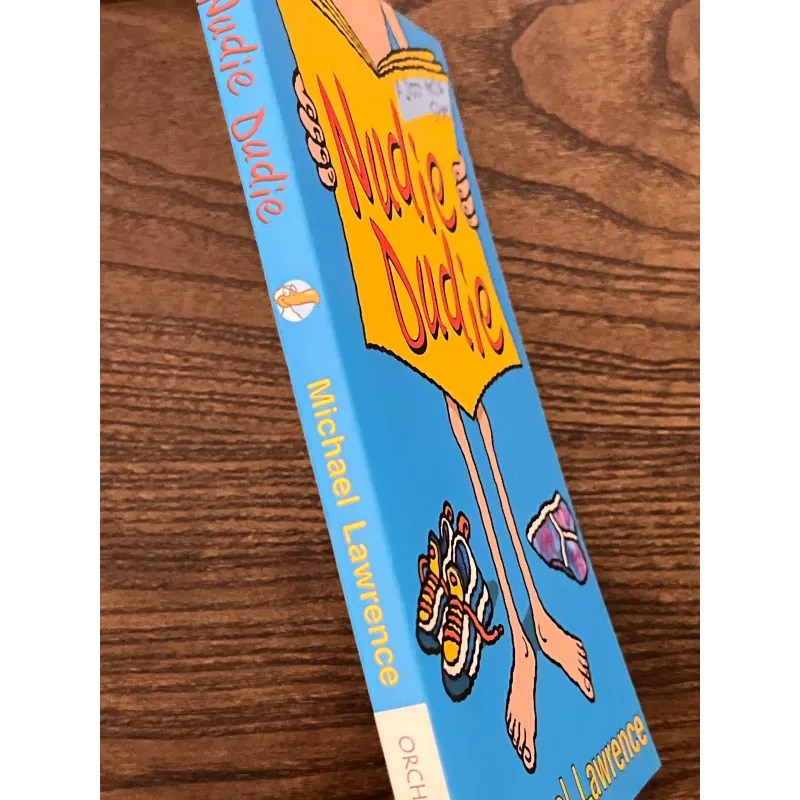 Nudie Dudie
Michael Lawrence
ORCH
Nudie
Dudie
l Lawrence